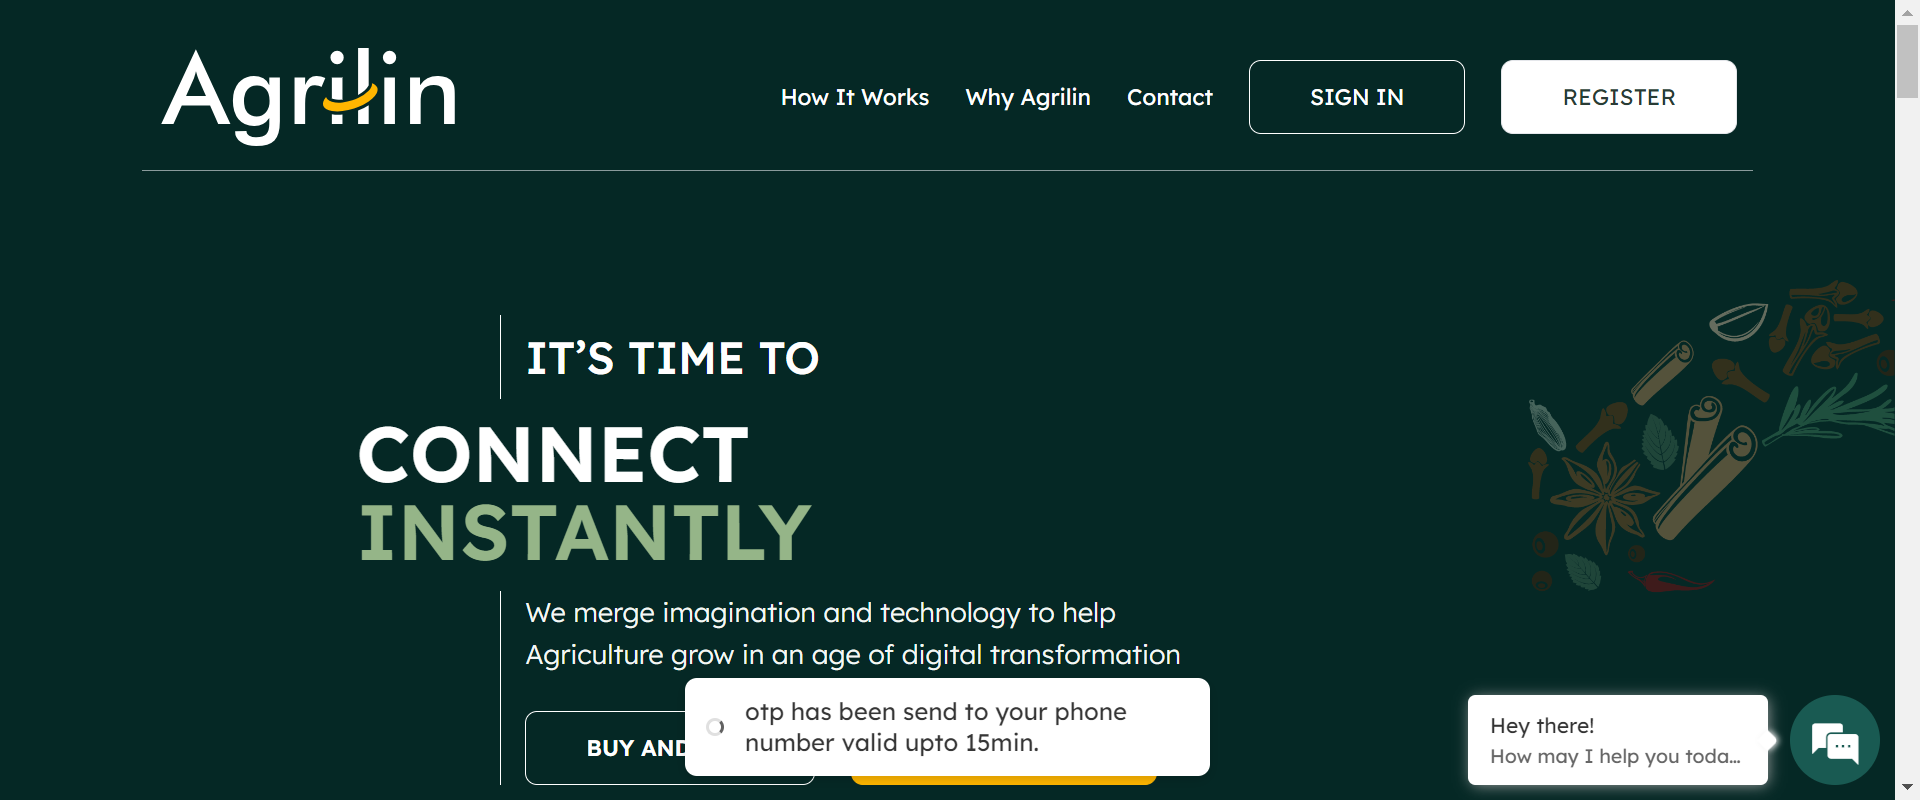 Agrilin
How It Works
Why Agrilin
Contact
SIGN IN
REGISTER
IT’S TIME TO
CONNECT
INSTANTLY
We merge imagination and technology to help
Agriculture grow in an age of digital transformation
BUY AND
otp has been send to your phone
number valid upto 15min.
Hey there!
How may I help you toda...